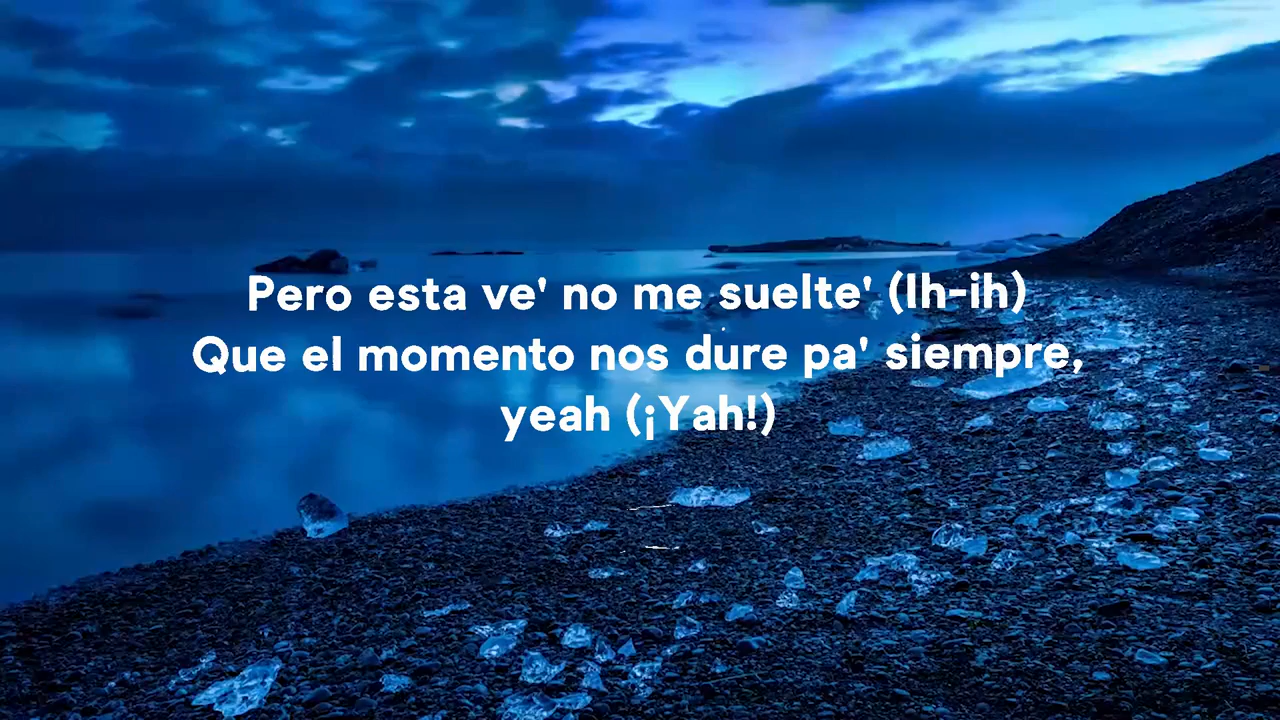 Pero esta ve' no me suelte' (Ih-ih)
Que el momento nos dure pa' siempre,
yeah (¡Yah!)